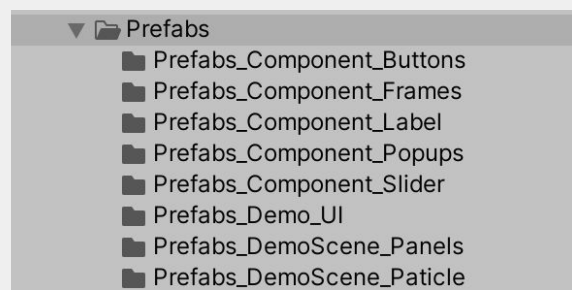 Prefabs
Prefabs_Component_Buttons
Prefabs_Component_Frames
Prefabs_Component_Label
Prefabs_Component_Popups
Prefabs_Component_Slider
Prefabs_Demo_UI
Prefabs_DemoScene_Panels
Prefabs_DemoScene_Paticle